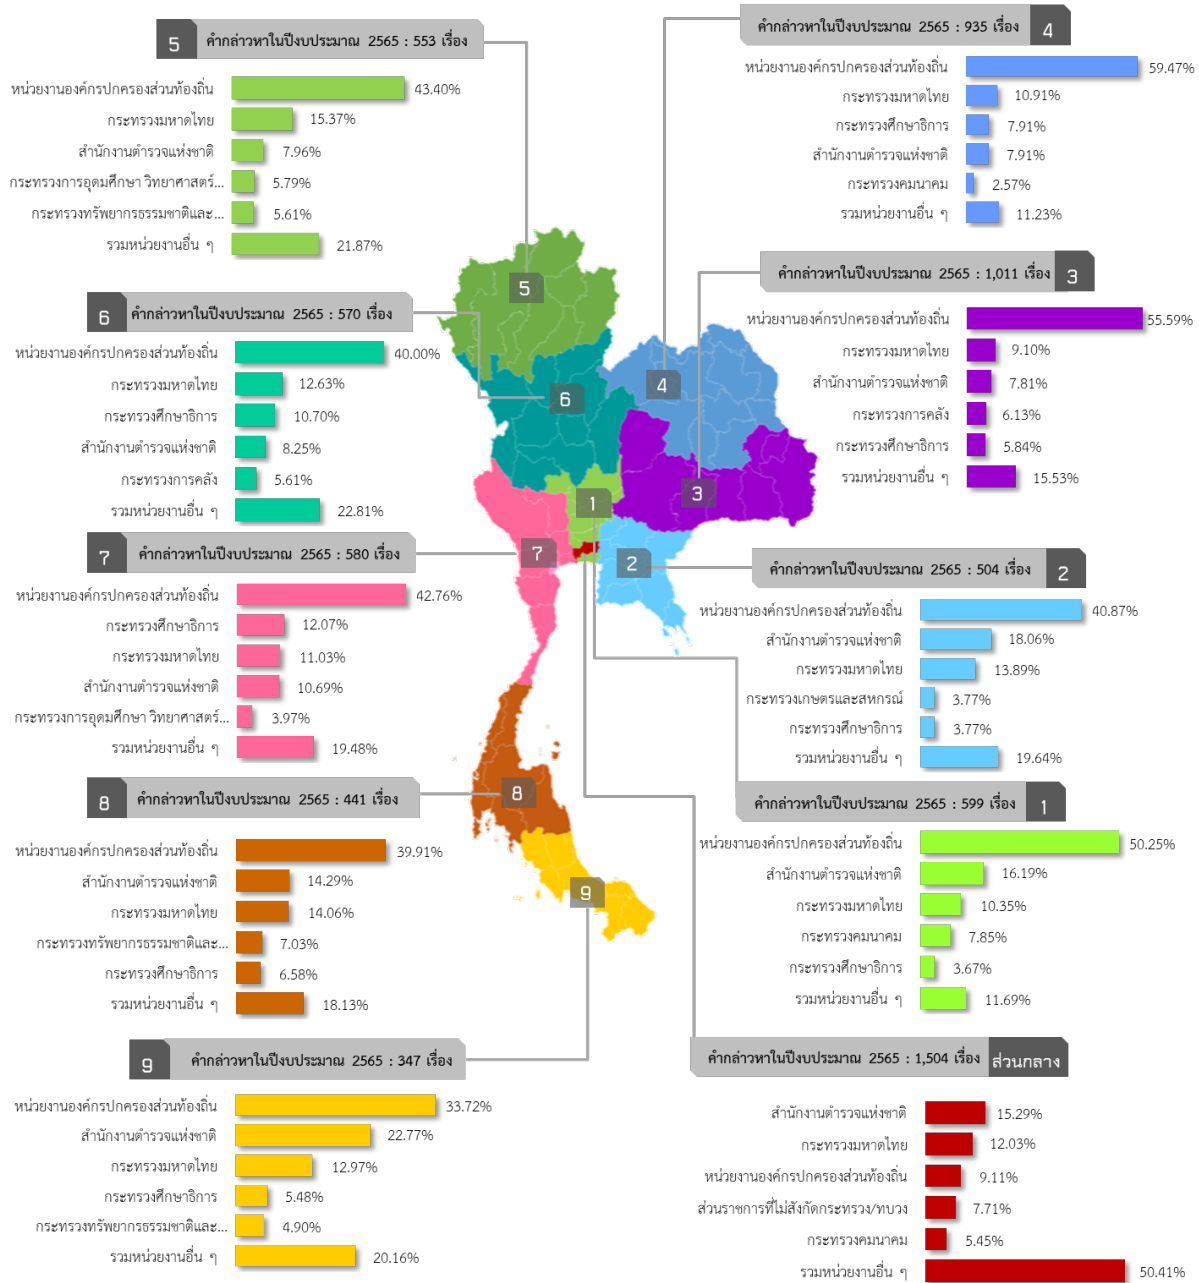 5 คำกล่าวหาในปีงบประมาณ 2565 : 553 เรื่อง
หน่วยงานองค์กรปกครองส่วนท้องถิ่น 43.40%
กระทรวงมหาดไทย 15.37%
สำนักงานตำรวจแห่งชาติ 7.96%
กระทรวงการอุดมศึกษา วิทยาศาสตร์... 5.79%
กระทรวงทรัพยากรธรรมชาติและ... 5.61%
รวมหน่วยงานอื่น ๆ 21.87%
คำกล่าวหาในปีงบประมาณ 2565 : 935 เรื่อง 4
หน่วยงานองค์กรปกครองส่วนท้องถิ่น 59.47%
กระทรวงมหาดไทย 10.91%
กระทรวงศึกษาธิการ 7.91%
สำนักงานตำรวจแห่งชาติ 7.91%
กระทรวงคมนาคม 2.57%
รวมหน่วยงานอื่น ๆ 11.23%
6 คำกล่าวหาในปีงบประมาณ 2565 : 570 เรื่อง
หน่วยงานองค์กรปกครองส่วนท้องถิ่น 40.00%
กระทรวงมหาดไทย 12.63%
กระทรวงศึกษาธิการ 10.70%
สำนักงานตำรวจแห่งชาติ 8.25%
กระทรวงการคลัง 5.61%
รวมหน่วยงานอื่น ๆ 22.81%
คำกล่าวหาในปีงบประมาณ 2565 : 1,011 เรื่อง 3
หน่วยงานองค์กรปกครองส่วนท้องถิ่น 55.59%
กระทรวงมหาดไทย 9.10%
สำนักงานตำรวจแห่งชาติ 7.81%
กระทรวงการคลัง 6.13%
กระทรวงศึกษาธิการ 5.84%
รวมหน่วยงานอื่น ๆ 15.53%
5
4
6
3
1
7
2
8
9
7 คำกล่าวหาในปีงบประมาณ 2565 : 580 เรื่อง
หน่วยงานองค์กรปกครองส่วนท้องถิ่น 42.76%
กระทรวงศึกษาธิการ 12.07%
กระทรวงมหาดไทย 11.03%
สำนักงานตำรวจแห่งชาติ 10.69%
กระทรวงการอุดมศึกษา วิทยาศาสตร์... 3.97%
รวมหน่วยงานอื่น ๆ 19.48%
คำกล่าวหาในปีงบประมาณ 2565 : 504 เรื่อง 2
หน่วยงานองค์กรปกครองส่วนท้องถิ่น 40.87%
สำนักงานตำรวจแห่งชาติ 18.06%
กระทรวงมหาดไทย 13.89%
กระทรวงเกษตรและสหกรณ์ 3.77%
กระทรวงศึกษาธิการ 3.77%
รวมหน่วยงานอื่น ๆ 19.64%
8 คำกล่าวหาในปีงบประมาณ 2565 : 441 เรื่อง
หน่วยงานองค์กรปกครองส่วนท้องถิ่น 39.91%
สำนักงานตำรวจแห่งชาติ 14.29%
กระทรวงมหาดไทย 14.06%
กระทรวงทรัพยากรธรรมชาติและ... 7.03%
กระทรวงศึกษาธิการ 6.58%
รวมหน่วยงานอื่น ๆ 18.13%
คำกล่าวหาในปีงบประมาณ 2565 : 599 เรื่อง 1
หน่วยงานองค์กรปกครองส่วนท้องถิ่น 50.25%
สำนักงานตำรวจแห่งชาติ 16.19%
กระทรวงมหาดไทย 10.35%
กระทรวงคมนาคม 7.85%
กระทรวงศึกษาธิการ 3.67%
รวมหน่วยงานอื่น ๆ 11.69%
9 คำกล่าวหาในปีงบประมาณ 2565 : 347 เรื่อง
หน่วยงานองค์กรปกครองส่วนท้องถิ่น 33.72%
สำนักงานตำรวจแห่งชาติ 22.77%
กระทรวงมหาดไทย 12.97%
กระทรวงศึกษาธิการ 5.48%
กระทรวงทรัพยากรธรรมชาติและ... 4.90%
รวมหน่วยงานอื่น ๆ 20.16%
คำกล่าวหาในปีงบประมาณ 2565 : 1,504 เรื่อง ส่วนกลาง
สำนักงานตำรวจแห่งชาติ 15.29%
กระทรวงมหาดไทย 12.03%
หน่วยงานองค์กรปกครองส่วนท้องถิ่น 9.11%
ส่วนราชการที่ไม่สังกัดกระทรวง/ทบวง 7.71%
กระทรวงคมนาคม 5.45%
รวมหน่วยงานอื่น ๆ 50.41%